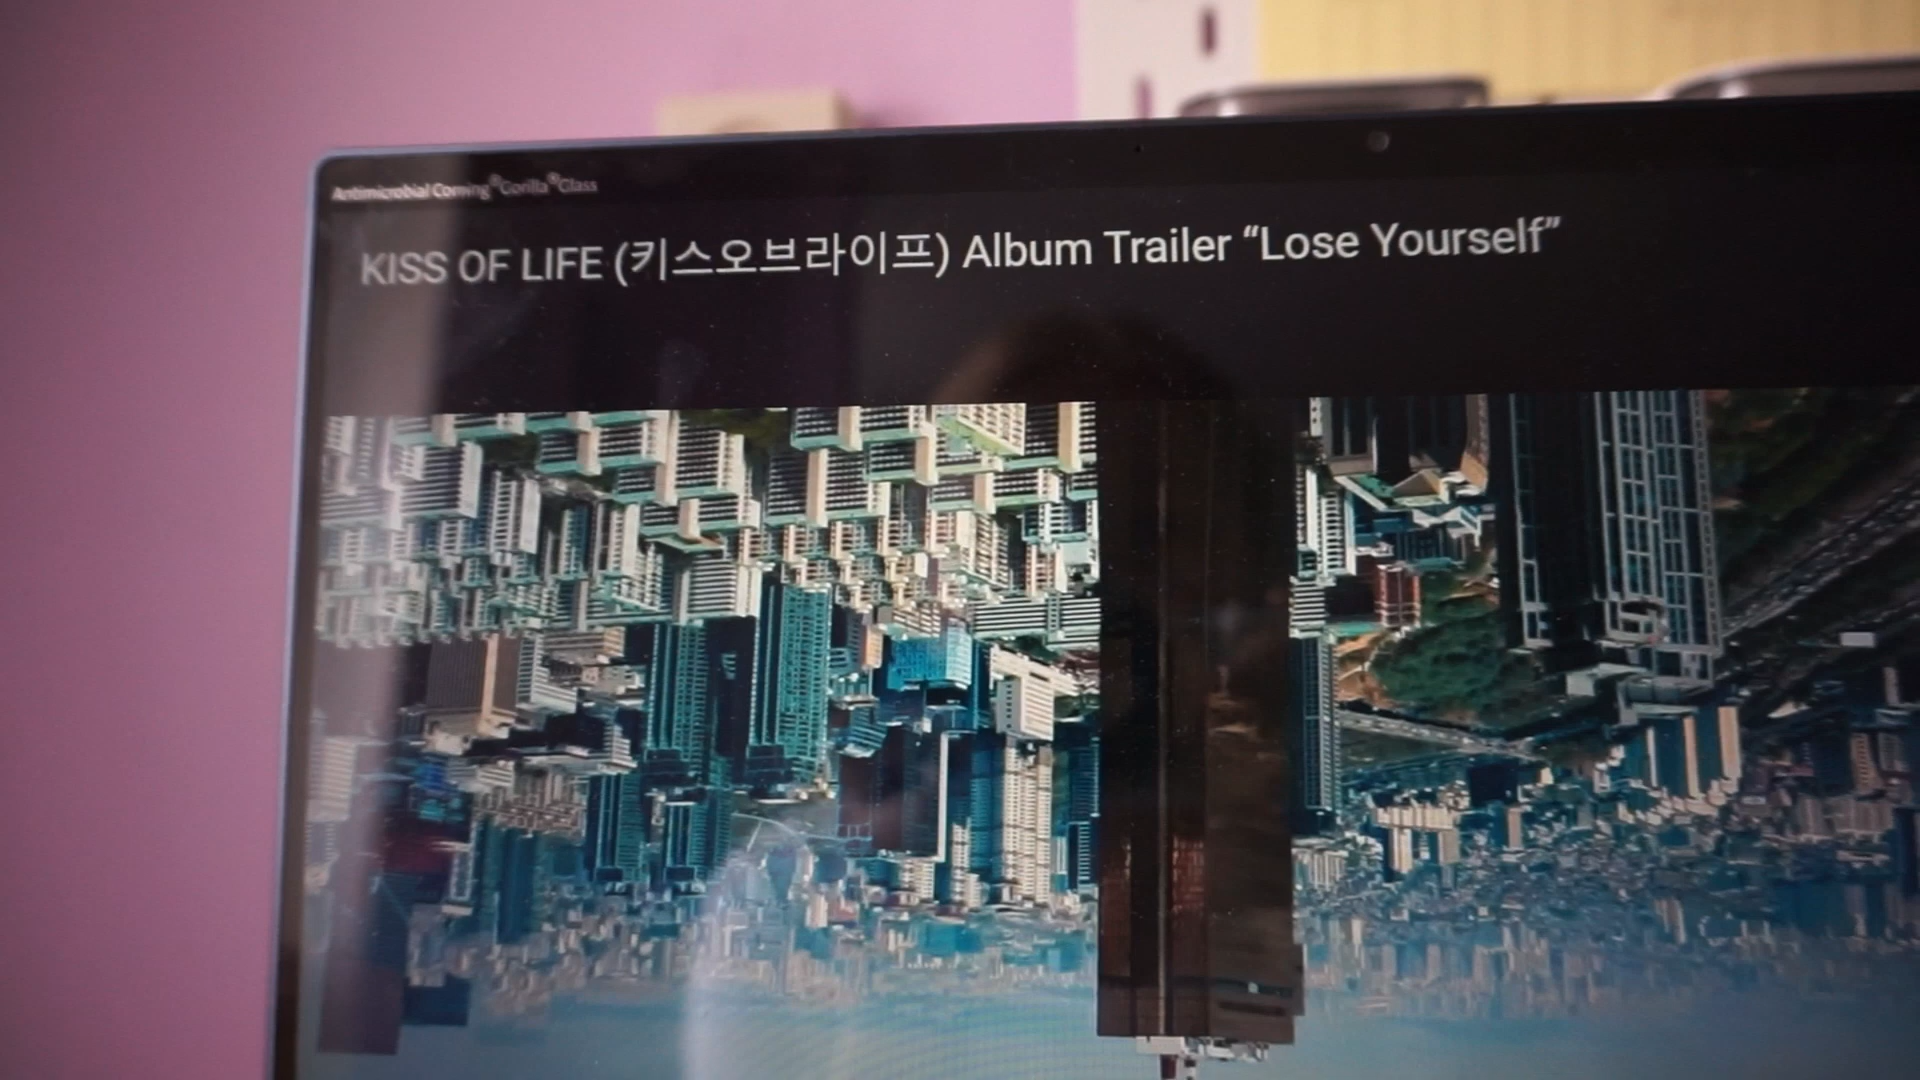 Antimicrobial Corning® Gorilla® Glass
KISS OF LIFE (키스오브라이프) Album Trailer “Lose Yourself”